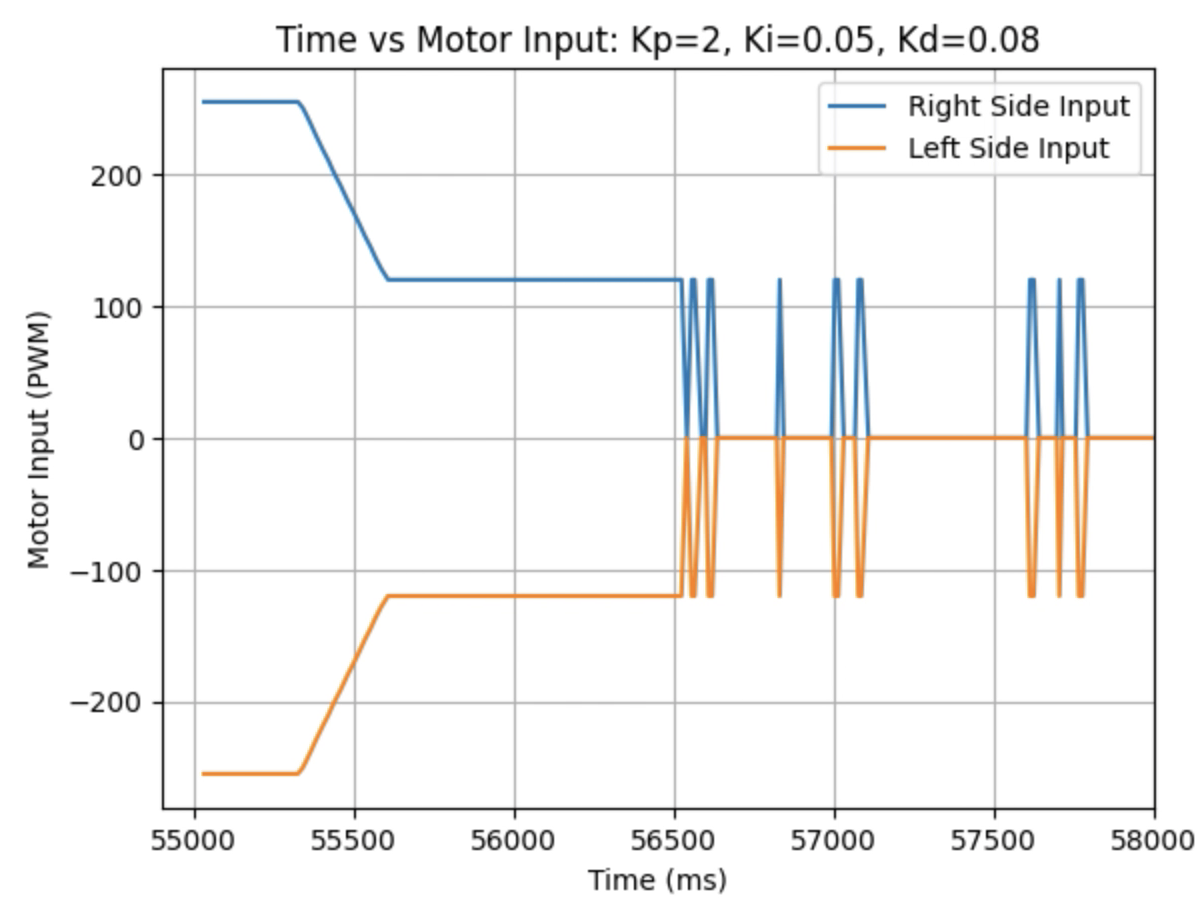 Time vs Motor Input: Kp=2, Ki=0.05, Kd=0.08
Right Side Input
Left Side Input
Motor Input (PWM)
200
100
0
−100
−200
55000 55500 56000 56500 57000 57500 58000
Time (ms)